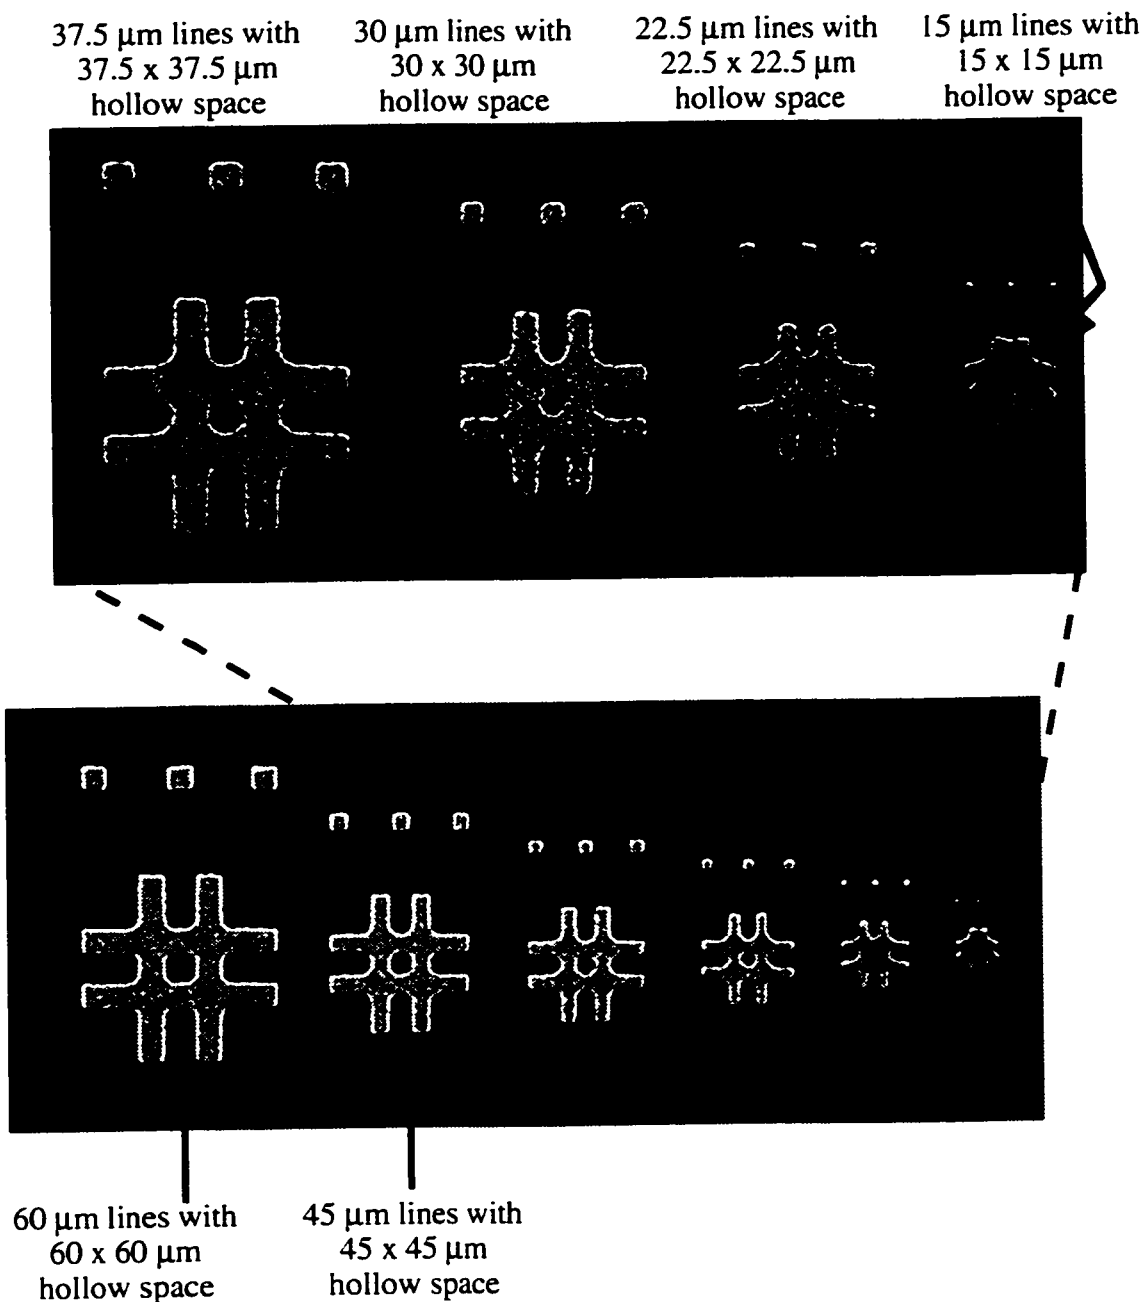 37.5 µm lines with
37.5 x 37.5 µm
hollow space
30 µm lines with
30 x 30 µm
hollow space
22.5 µm lines with
22.5 x 22.5 µm
hollow space
15 µm lines with
15 x 15 µm
hollow space
60 µm lines with
60 x 60 µm
hollow space
45 µm lines with
45 x 45 µm
hollow space